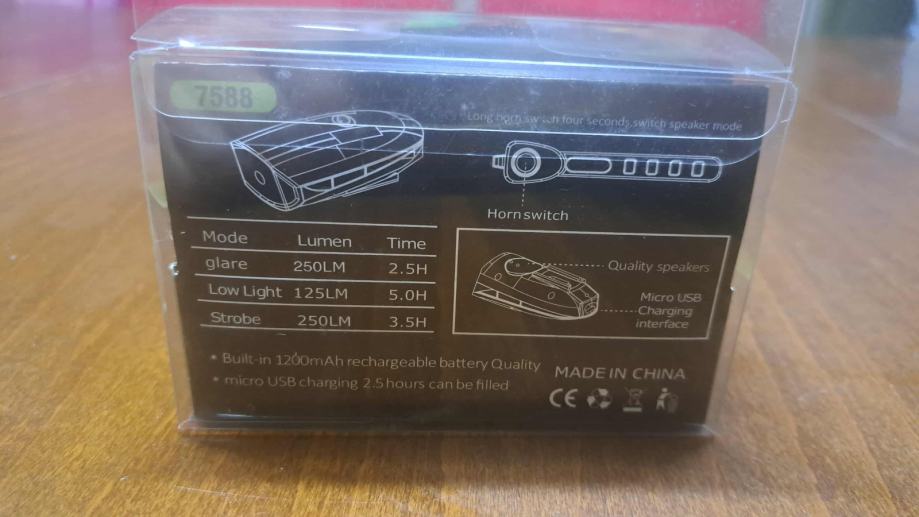 7588
Long horn switch four seconds,switch speaker mode
Horn switch
Mode Lumen Time
glare 250LM 2.5H
Low Light 125LM 5.0H
Strobe 250LM 3.5H
Quality speakers
Micro USB
Charging
interface
• Built-in 1200mAh rechargeable battery Quality
• micro USB charging 2.5hours can be filled
MADE IN CHINA
CE